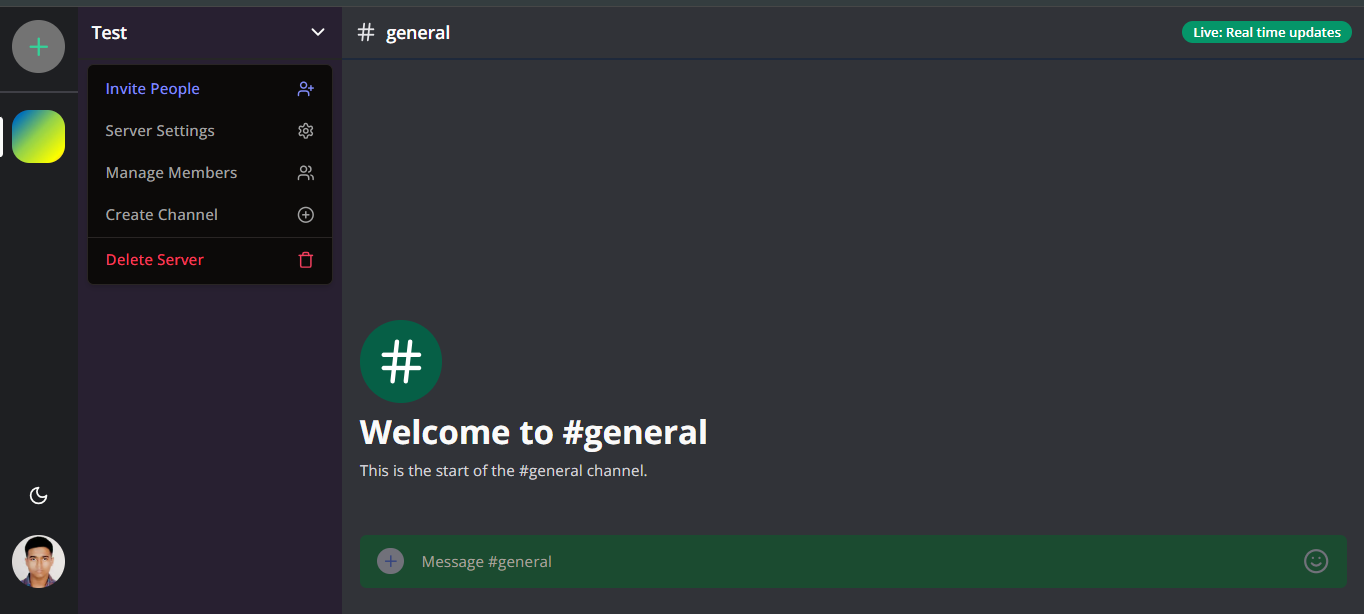 Test
# general
Live: Real time updates
Invite People
Server Settings
Manage Members
Create Channel
Delete Server
#
Welcome to #general
This is the start of the #general channel.
Message #general